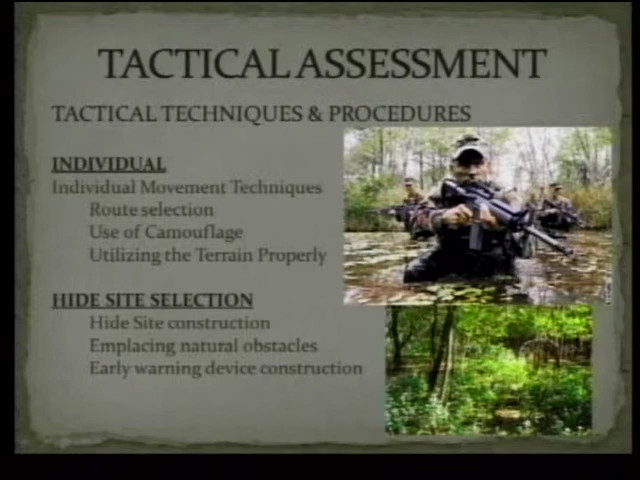 TACTICAL ASSESSMENT
TACTICAL TECHNIQUES & PROCEDURES
INDIVIDUAL
Individual Movement Techniques
Route selection
Use of Camouflage
Utilizing the Terrain Properly
HIDE SITE SELECTION
Hide Site construction
Emplacing natural obstacles
Early warning device construction